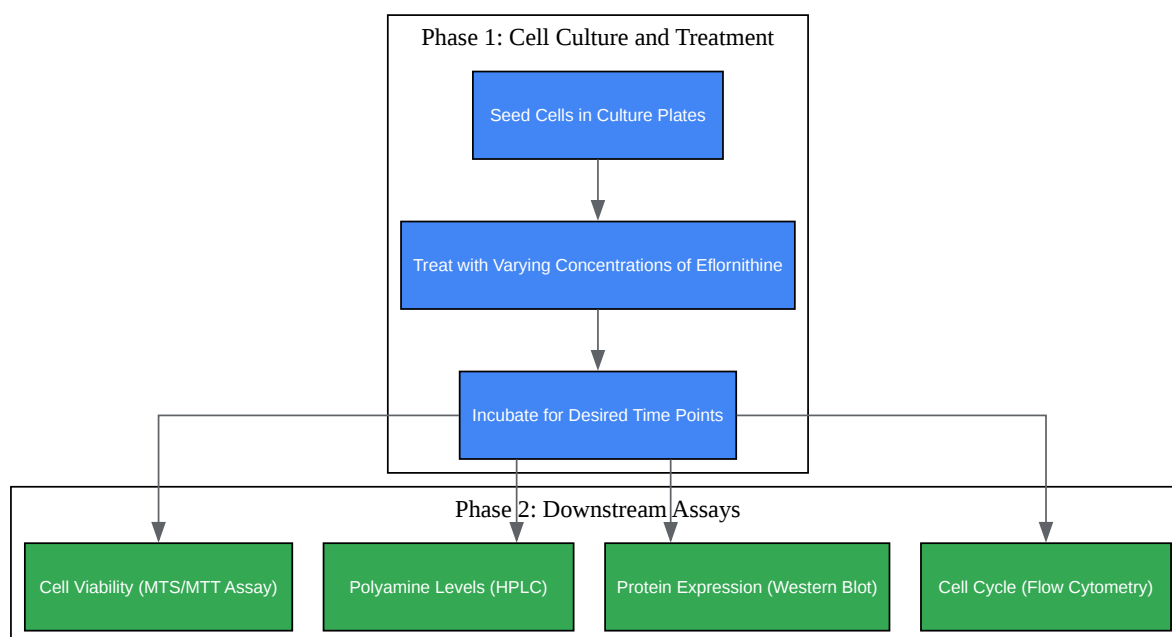 Phase 1: Cell Culture and Treatment
Seed Cells in Culture Plates
Treat with Varying Concentrations of Eflornithine
Incubate for Desired Time Points
Phase 2: Downstream Assays
Cell Viability (MTS/MTT Assay)
Polyamine Levels (HPLC)
Protein Expression (Western Blot)
Cell Cycle (Flow Cytometry)